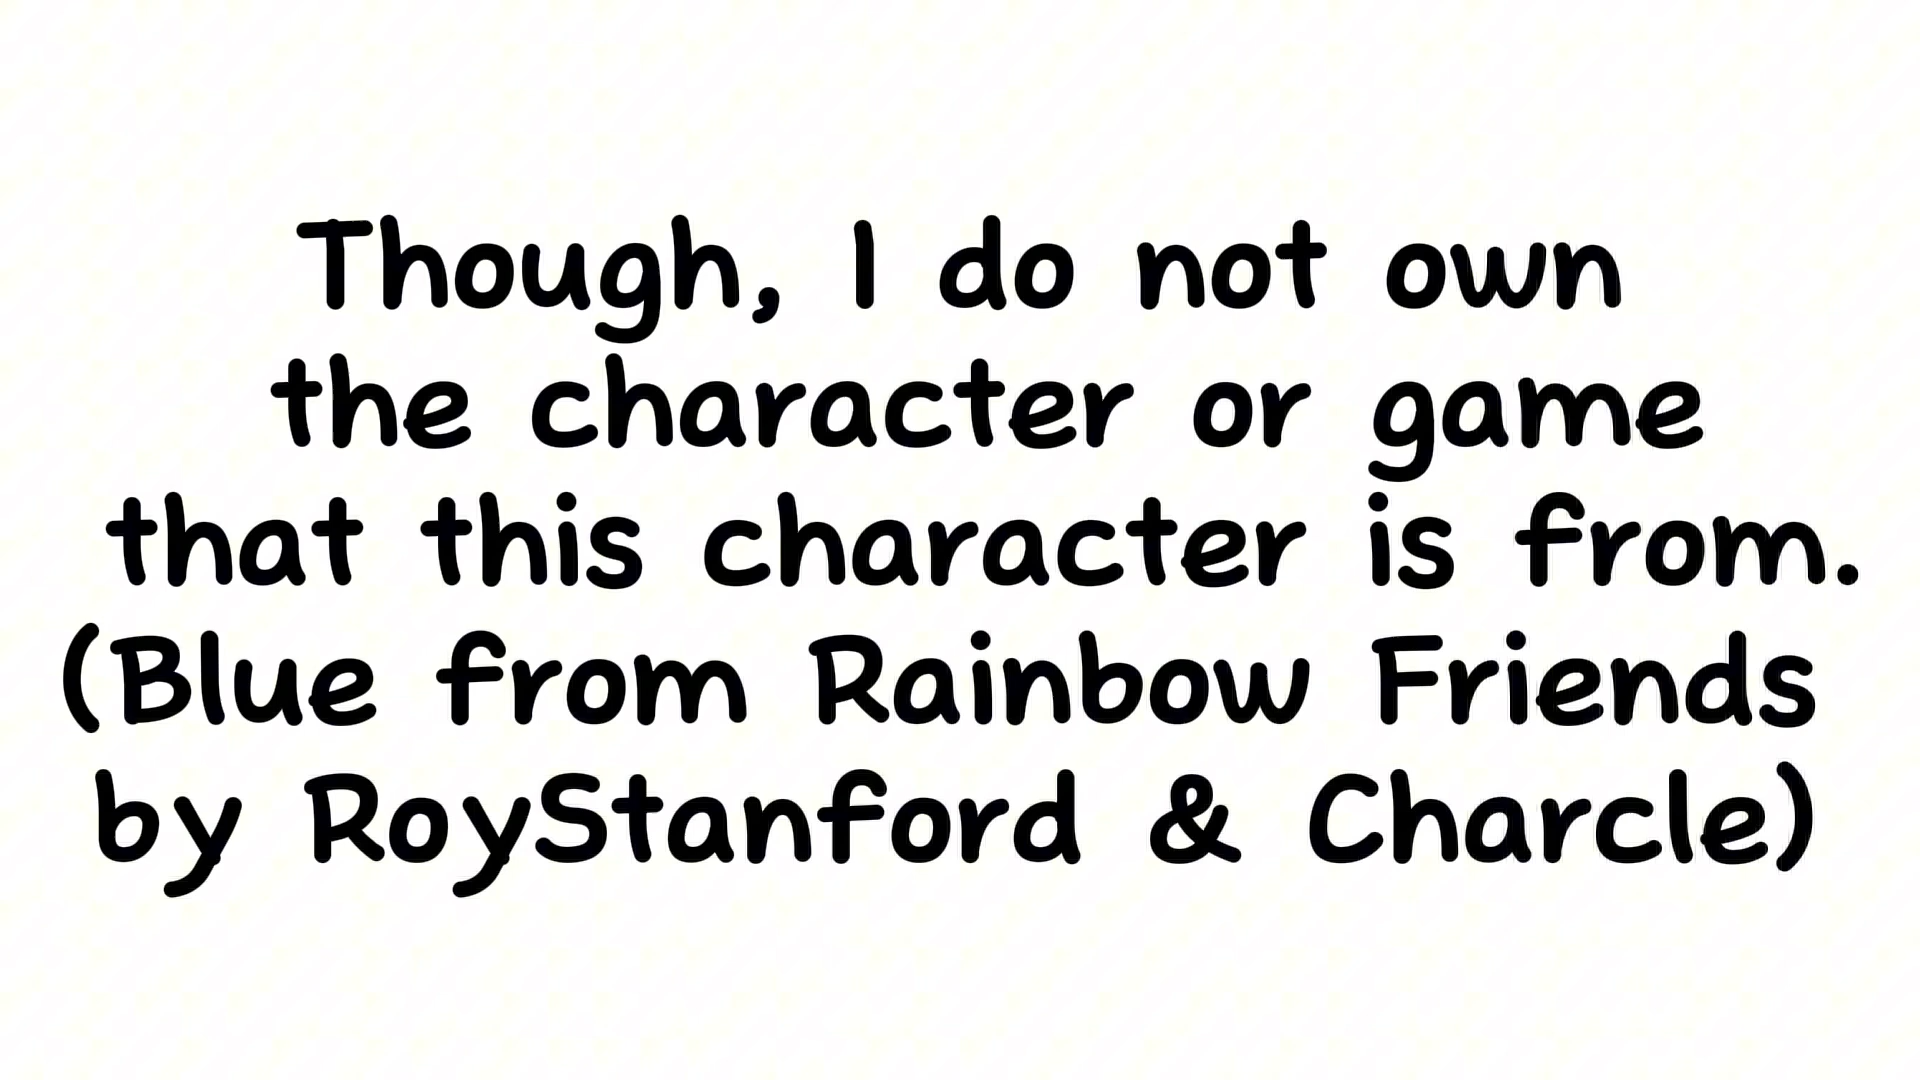 Though, I do not own
the character or game
that this character is from.
(Blue from Rainbow Friends
by RoyStanford & Charcle)